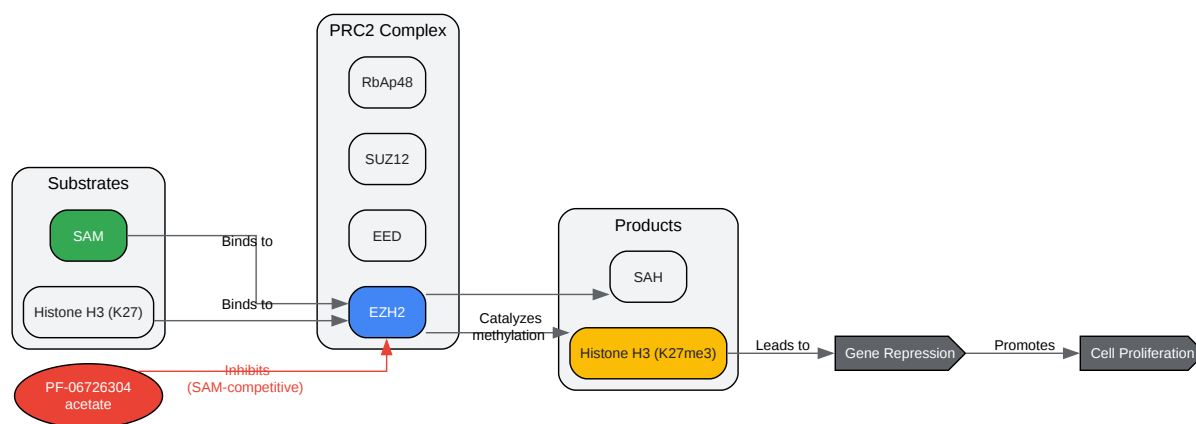 PRC2 Complex
RbAp48
SUZ12
EED
EZH2
Substrates
SAM
Histone H3 (K27)
Binds to
Binds to
PF-06726304
acetate
Inhibits
(SAM-competitive)
Catalyzes
methylation
Products
SAH
Histone H3 (K27me3)
Leads to
Gene Repression
Promotes
Cell Proliferation